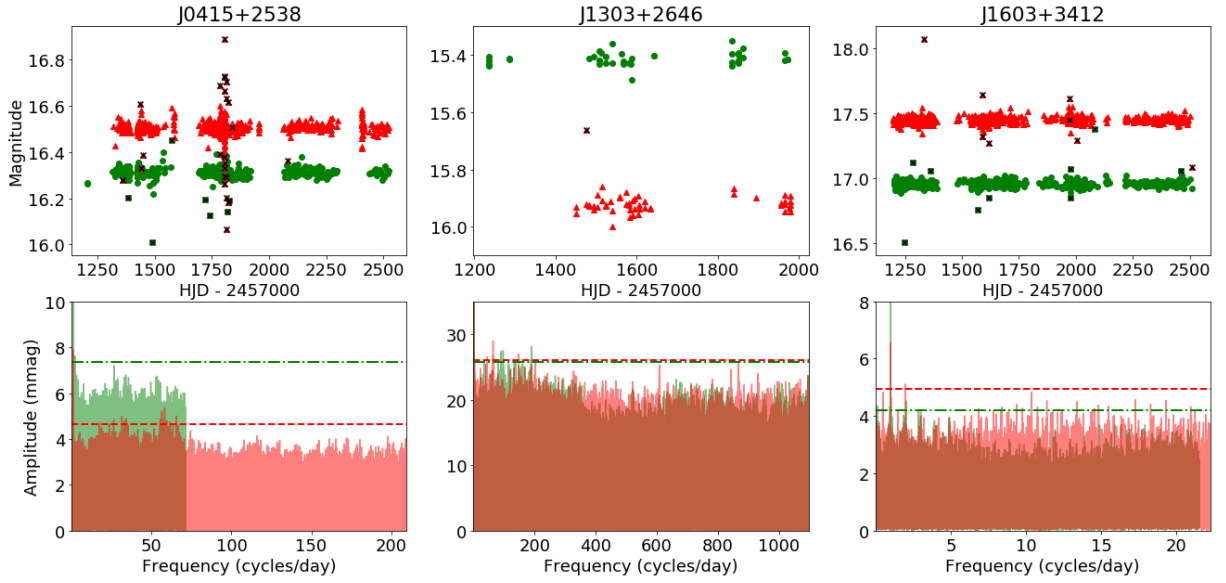 J0415+2538 J1303+2646 J1603+3412
Magnitude
16.8
16.6
16.4
16.2
16.0
1250 1500 1750 2000 2250 2500
15.4
15.6
15.8
16.0
1200 1400 1600 1800 2000
18.0
17.5
17.0
16.5
1250 1500 1750 2000 2250 2500
HJD - 2457000 HJD - 2457000 HJD - 2457000
Amplitude (mmag)
10
8
6
4
2
0
50 100 150 200
30
20
10
0
200 400 600 800 1000
8
6
4
2
0
5 10 15 20
Frequency (cycles/day) Frequency (cycles/day) Frequency (cycles/day)